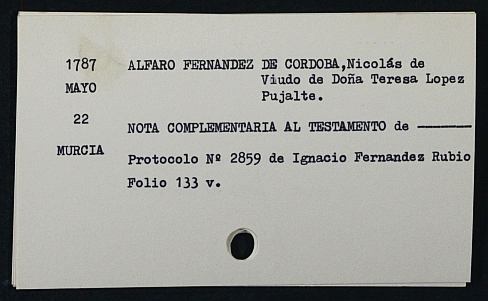 1787 ALFARO FERNANDEZ DE CORDOBA,Nicolás de
MAYO Viudo de Doña Teresa Lopez
Pujalte.
22
NOTA COMPLEMENTARIA AL TESTAMENTO de ———
MURCIA
Protocolo Nº 2859 de Ignacio Fernandez Rubio
Folio 133 v.